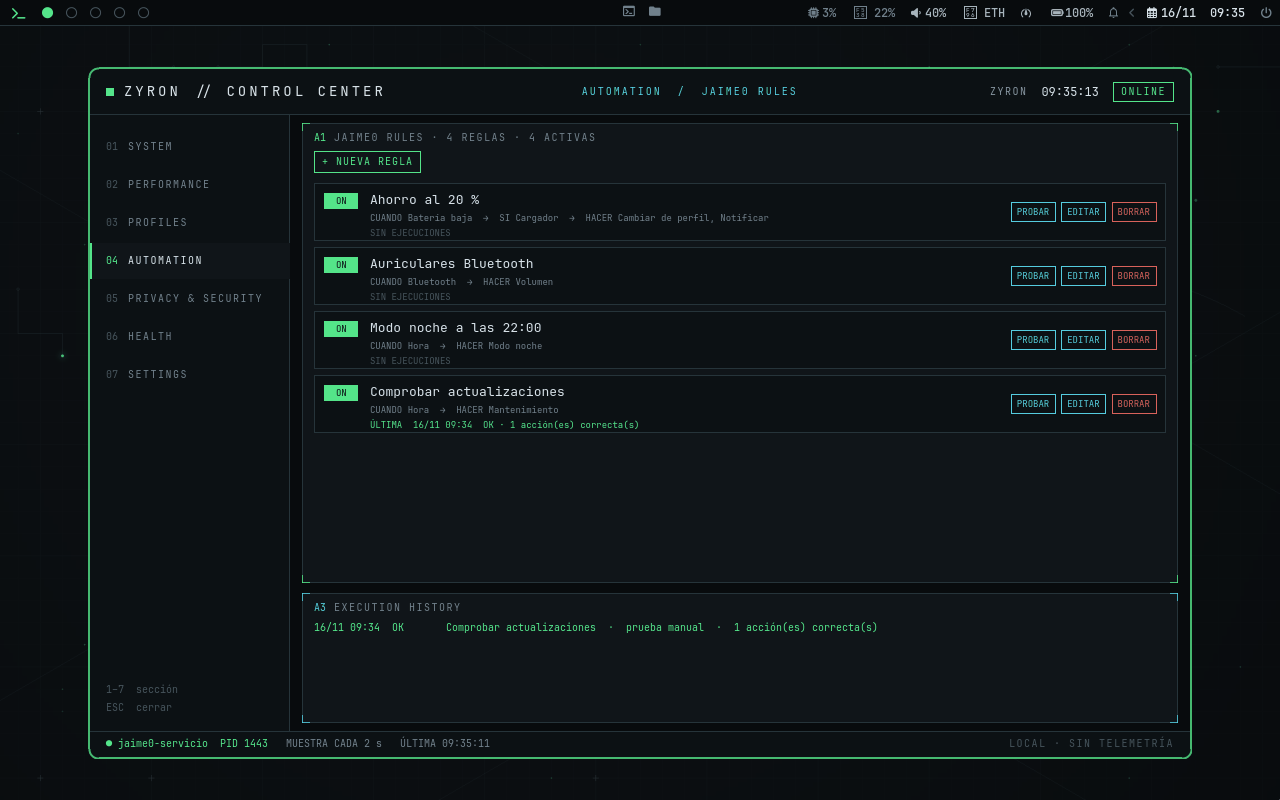 3% 22% 40% ETH 100% 16/11 09:35
ZYRON // CONTROL CENTER
AUTOMATION / JAIME0 RULES
ZYRON 09:35:13 ONLINE
01 SYSTEM
02 PERFORMANCE
03 PROFILES
04 AUTOMATION
05 PRIVACY & SECURITY
06 HEALTH
07 SETTINGS
1-7 sección
ESC cerrar
A1 JAIME0 RULES · 4 REGLAS · 4 ACTIVAS
+ NUEVA REGLA
ON Ahorro al 20 %
CUANDO Batería baja → SI Cargador → HACER Cambiar de perfil, Notificar
SIN EJECUCIONES
PROBAR EDITAR BORRAR
ON Auriculares Bluetooth
CUANDO Bluetooth → HACER Volumen
SIN EJECUCIONES
PROBAR EDITAR BORRAR
ON Modo noche a las 22:00
CUANDO Hora → HACER Modo noche
SIN EJECUCIONES
PROBAR EDITAR BORRAR
ON Comprobar actualizaciones
CUANDO Hora → HACER Mantenimiento
ÚLTIMA 16/11 09:34 OK · 1 acción(es) correcta(s)
PROBAR EDITAR BORRAR
A3 EXECUTION HISTORY
16/11 09:34 OK Comprobar actualizaciones · prueba manual · 1 acción(es) correcta(s)
jaime0-servicio PID 1443 MUESTRA CADA 2 s ÚLTIMA 09:35:11
LOCAL · SIN TELEMETRÍA